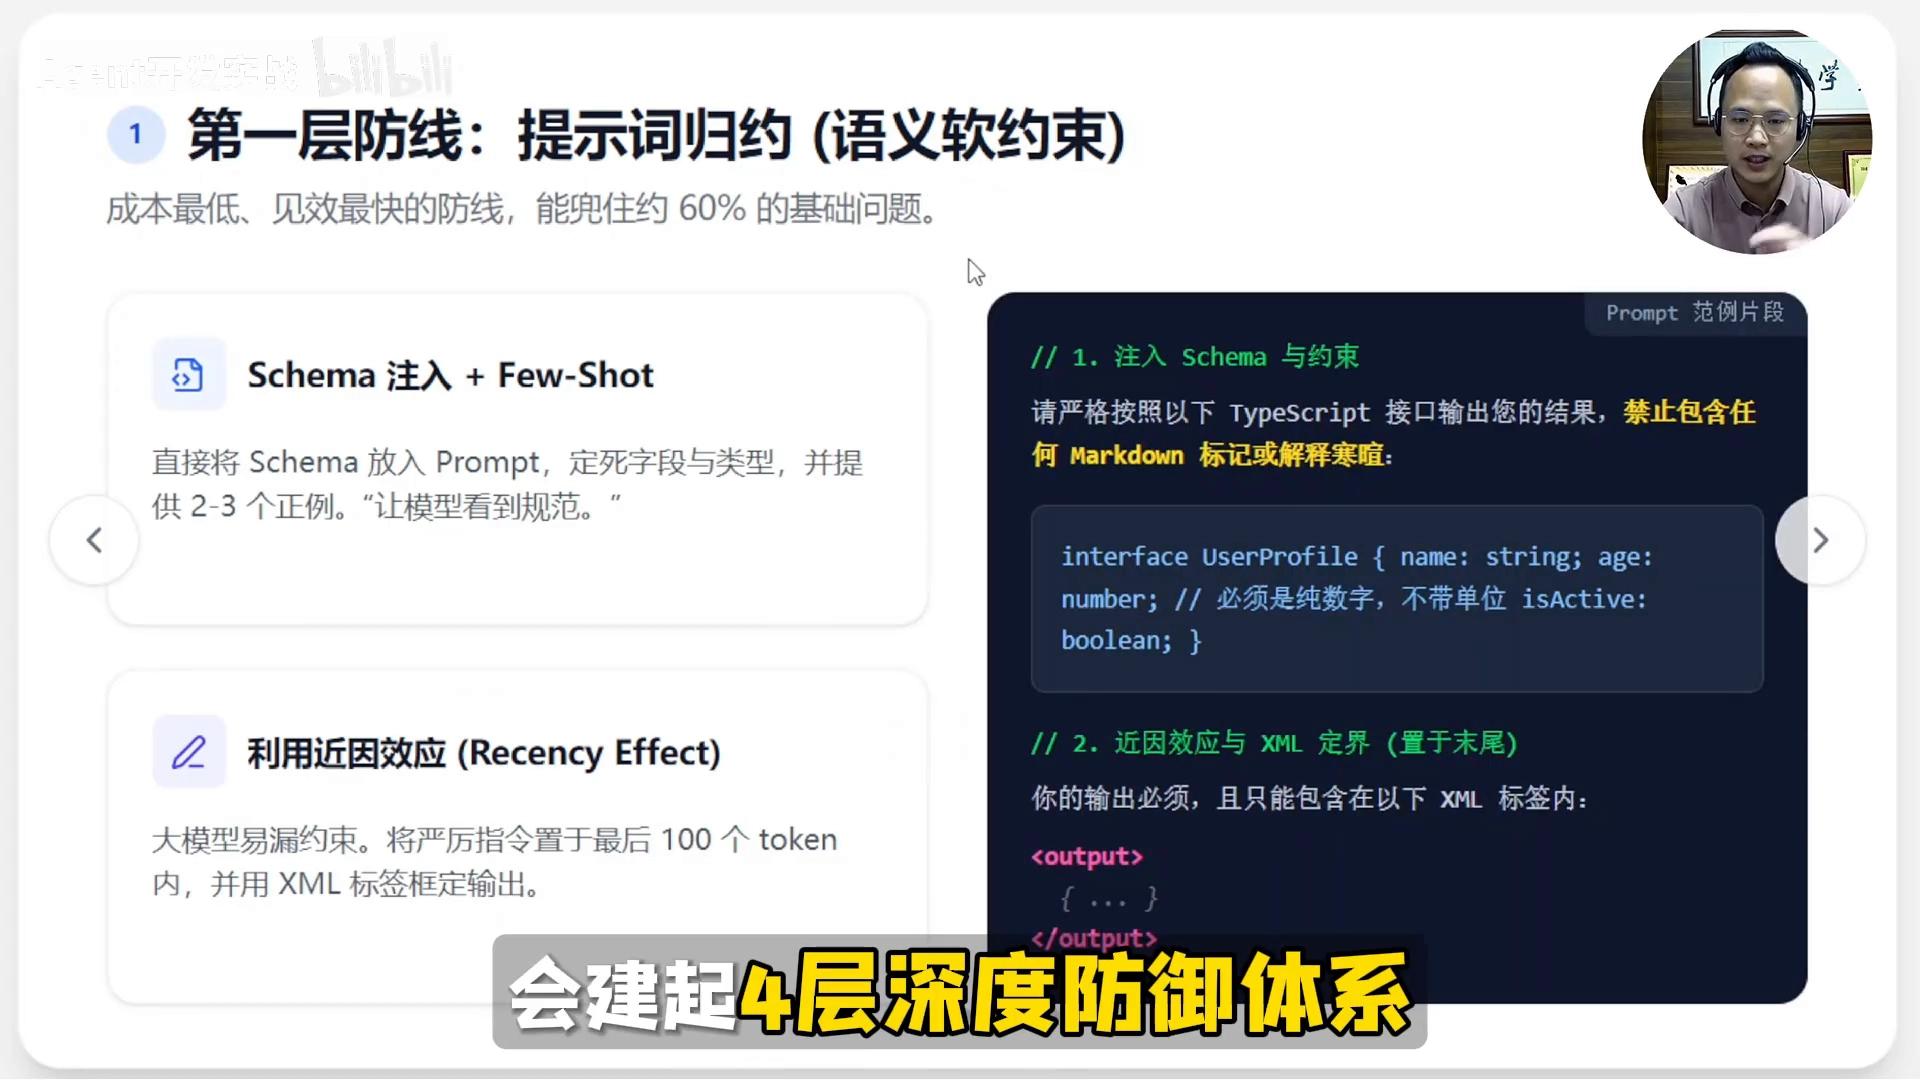 Agent开发实战 bilibili
1 第一层防线：提示词归约 (语义软约束)
成本最低、见效最快的防线，能兜住约 60% 的基础问题。
Schema 注入 + Few-Shot
直接将 Schema 放入 Prompt，定死字段与类型，并提
供 2-3 个正例。“让模型看到规范。”
利用近因效应 (Recency Effect)
大模型易漏约束。将严厉指令置于最后 100 个 token
内，并用 XML 标签框定输出。
Prompt 范例片段
// 1. 注入 Schema 与约束
请严格按照以下 TypeScript 接口输出您的结果，禁止包含任
何 Markdown 标记或解释寒暄：
interface UserProfile { name: string; age:
number; // 必须是纯数字，不带单位 isActive:
boolean; }
// 2. 近因效应与 XML 定界 (置于末尾)
你的输出必须，且只能包含在以下 XML 标签内：
<output>
{ ... }
</output>
会建起4层深度防御体系
学